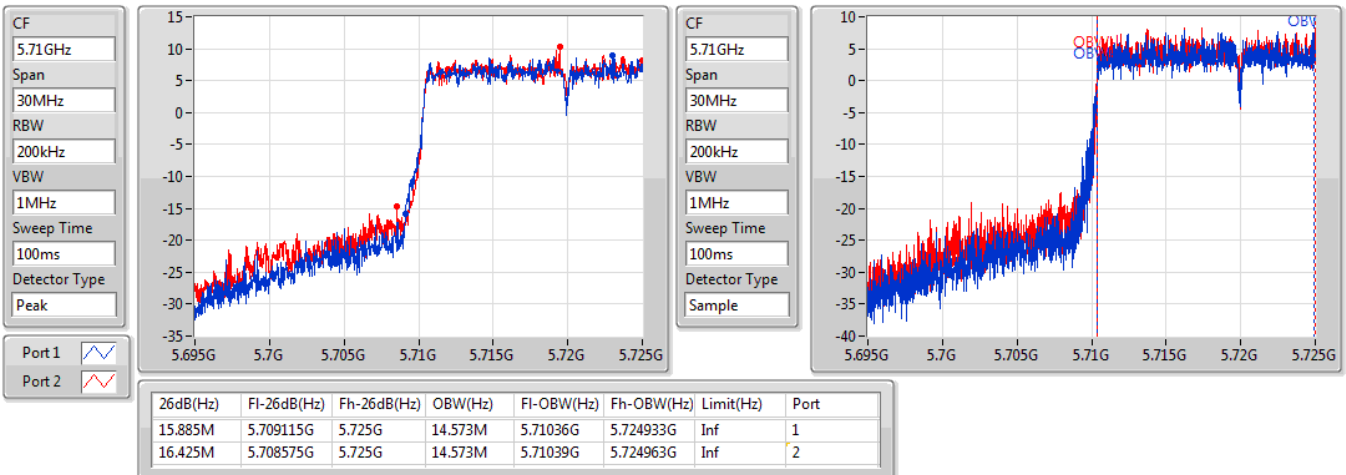 CF
5.71GHz
Span
30MHz
RBW
200kHz
VBW
1MHz
Sweep Time
100ms
Detector Type
Peak
Port 1
Port 2
15
10
5
0
-5
-10
-15
-20
-25
-30
-35
5.695G 5.7G 5.705G 5.71G 5.715G 5.72G 5.725G
CF
5.71GHz
Span
30MHz
RBW
200kHz
VBW
1MHz
Sweep Time
100ms
Detector Type
Sample
10
5
0
-5
-10
-15
-20
-25
-30
-35
-40
5.695G 5.7G 5.705G 5.71G 5.715G 5.72G 5.725G
26dB(Hz) Fl-26dB(Hz) Fh-26dB(Hz) OBW(Hz) Fl-OBW(Hz) Fh-OBW(Hz) Limit(Hz) Port
15.885M 5.709115G 5.725G 14.573M 5.71036G 5.724933G Inf 1
16.425M 5.708575G 5.725G 14.573M 5.71039G 5.724963G Inf 2